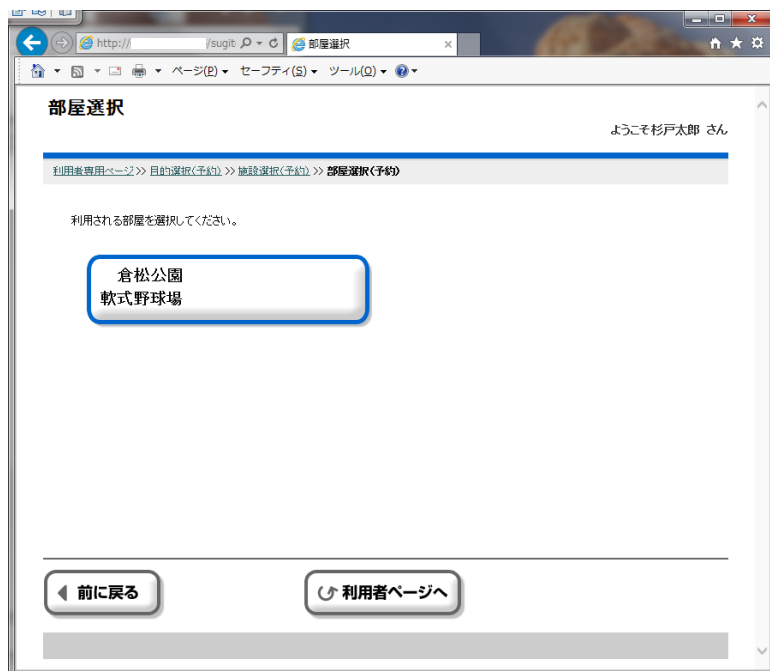 http:// /sugit
部屋選択
ページ(P) セーフティ(S) ツール(O)
部屋選択
ようこそ杉戸太郎 さん
利用者専用ページ>> 目的選択(予約) >> 施設選択(予約) >> 部屋選択(予約)
利用される部屋を選択してください。
倉松公園
軟式野球場
前に戻る
利用者ページへ